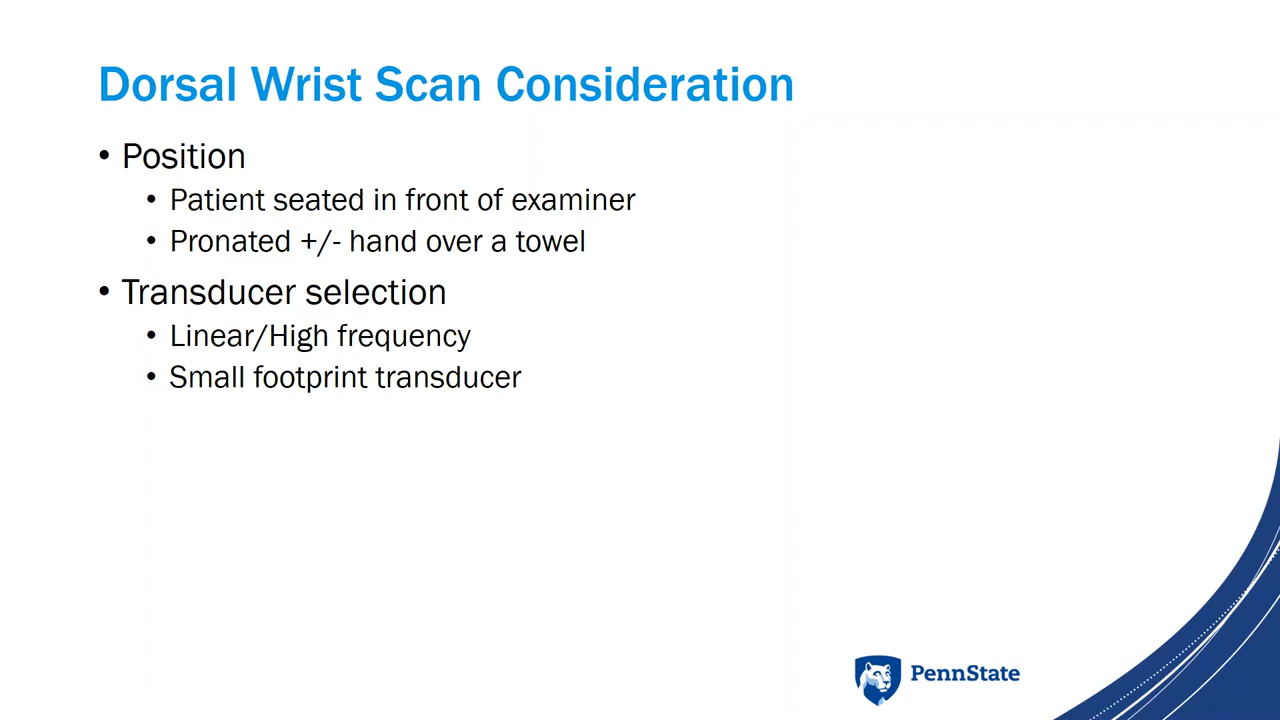 Dorsal Wrist Scan Consideration
• Position
• Patient seated in front of examiner
• Pronated +/- hand over a towel
• Transducer selection
• Linear/High frequency
• Small footprint transducer
PennState